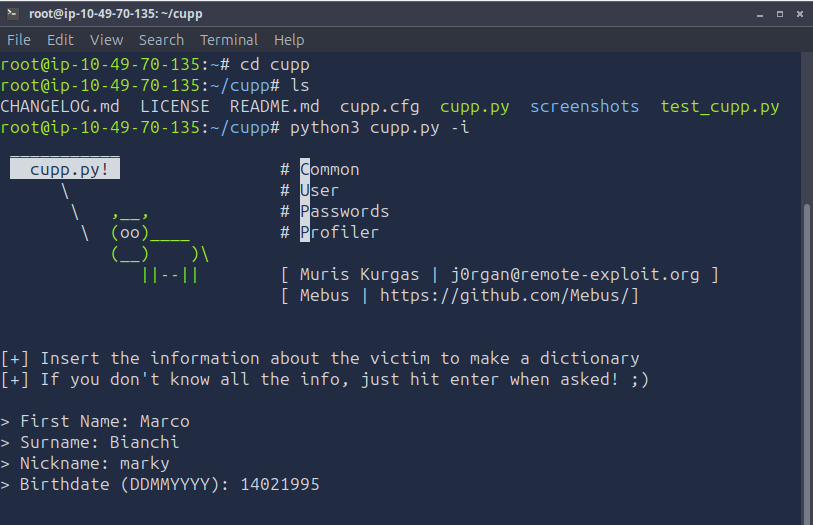 root@ip-10-49-70-135: ~/cupp
File Edit View Search Terminal Help
root@ip-10-49-70-135:~# cd cupp
root@ip-10-49-70-135:~/cupp# ls
CHANGELOG.md LICENSE README.md cupp.cfg cupp.py screenshots test_cupp.py
root@ip-10-49-70-135:~/cupp# python3 cupp.py -i
___________
cupp.py! # Common
\ # User
\ ,__, # Passwords
\ (oo)____ # Profiler
(__) )\
||--|| [ Muris Kurgas | j0rgan@remote-exploit.org ]
[ Mebus | https://github.com/Mebus/]
[+] Insert the information about the victim to make a dictionary
[+] If you don't know all the info, just hit enter when asked! ;)
> First Name: Marco
> Surname: Bianchi
> Nickname: marky
> Birthdate (DDMMYYYY): 14021995